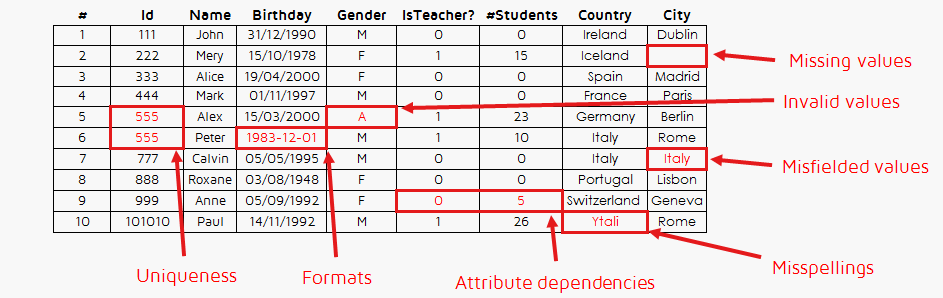 # Id Name Birthday Gender IsTeacher? #Students Country City
1 111 John 31/12/1990 M 0 0 Ireland Dublin
2 222 Mery 15/10/1978 F 1 15 Iceland
Missing values
3 333 Alice 19/04/2000 F 0 0 Spain Madrid
4 444 Mark 01/11/1997 M 0 0 France Paris
Invalid values
5 555 Alex 15/03/2000 A 1 23 Germany Berlin
6 555 Peter 1983-12-01 M 1 10 Italy Rome
7 777 Calvin 05/05/1995 M 0 0 Italy Italy
Misfielded values
8 888 Roxane 03/08/1948 F 0 0 Portugal Lisbon
9 999 Anne 05/09/1992 F 0 5 Switzerland Geneva
10 101010 Paul 14/11/1992 M 1 26 Ytali Rome
Uniqueness
Formats
Attribute dependencies
Misspellings